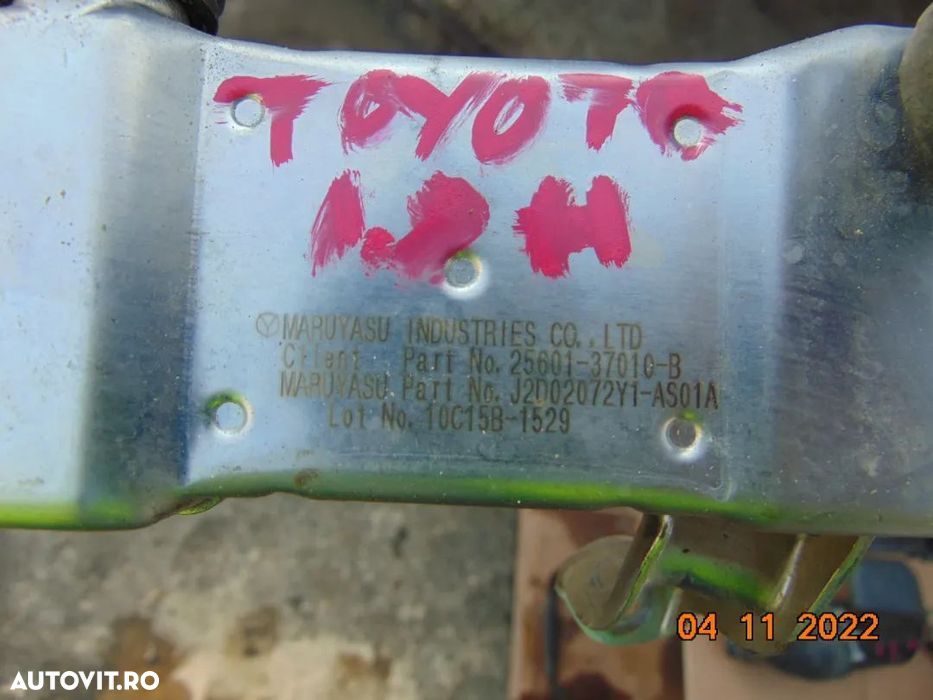 TOYOTA
1.8 H
MARUYASU INDUSTRIES CO.,LTD
Client Part No. 25601-37010-B
MARUYASU Part No. J2D02072Y1-AS01A
Lot No. 10C15B-1529
04 11 2022
AUTOVIT.RO